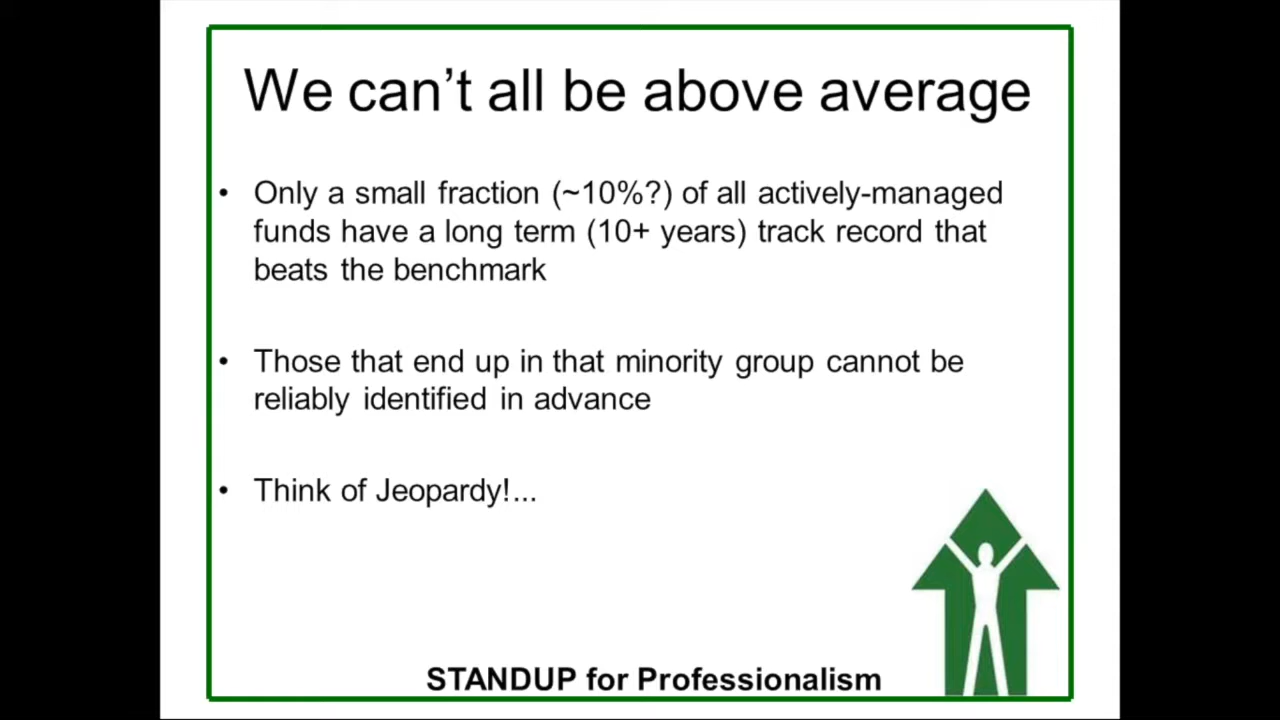 We can’t all be above average
• Only a small fraction (~10%?) of all actively-managed
funds have a long term (10+ years) track record that
beats the benchmark
• Those that end up in that minority group cannot be
reliably identified in advance
• Think of Jeopardy!...
STANDUP for Professionalism